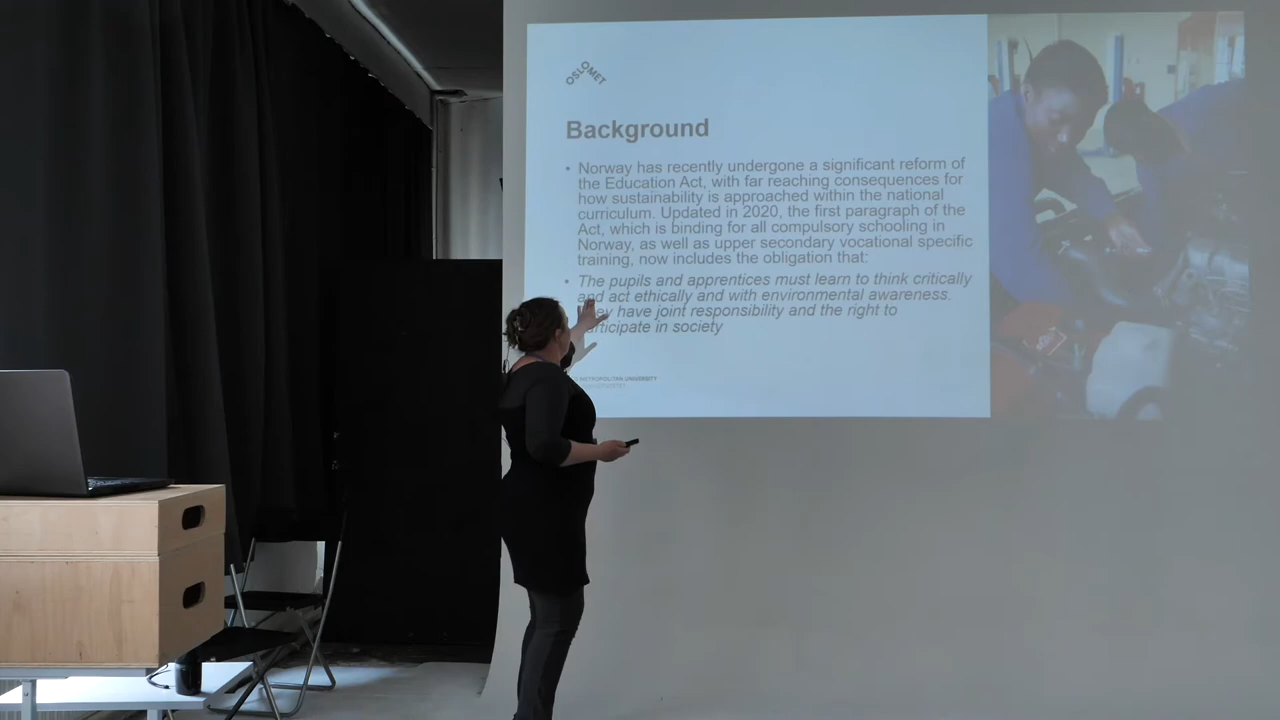 OSLOMET
Background
• Norway has recently undergone a significant reform of
the Education Act, with far reaching consequences for
how sustainability is approached within the national
curriculum. Updated in 2020, the first paragraph of the
Act, which is binding for all compulsory schooling in
Norway, as well as upper secondary vocational specific
training, now includes the obligation that:
• The pupils and apprentices must learn to think critically
and act ethically and with environmental awareness.
have joint responsibility and the right to
participate in society
METROPOLITAN UNIVERSITY